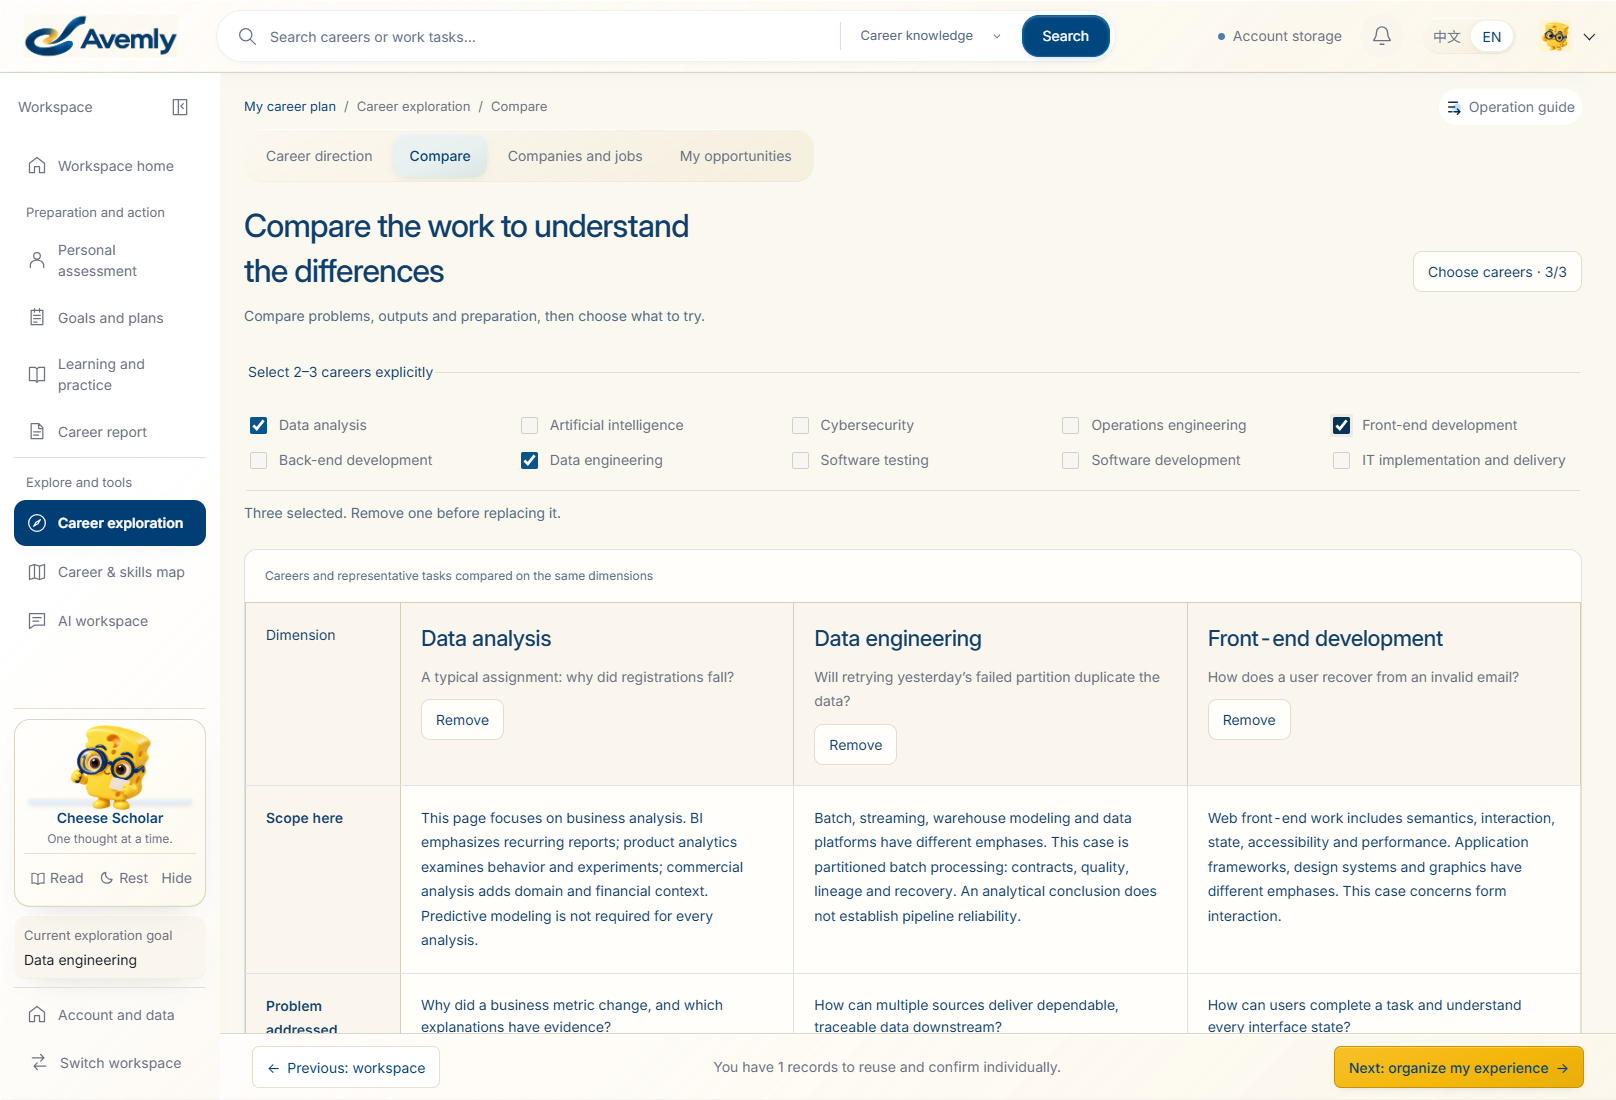 Avemly
Search careers or work tasks...
Career knowledge
Search
Account storage
中文
EN
Workspace
Workspace home
Preparation and action
Personal
assessment
Goals and plans
Learning and
practice
Career report
Explore and tools
Career exploration
Career & skills map
AI workspace
Cheese Scholar
One thought at a time.
Read
Rest
Hide
Current exploration goal
Data engineering
Account and data
Switch workspace
My career plan / Career exploration / Compare
Operation guide
Career direction
Compare
Companies and jobs
My opportunities
Compare the work to understand
the differences
Choose careers · 3/3
Compare problems, outputs and preparation, then choose what to try.
Select 2–3 careers explicitly
Data analysis
Artificial intelligence
Cybersecurity
Operations engineering
Front-end development
Back-end development
Data engineering
Software testing
Software development
IT implementation and delivery
Three selected. Remove one before replacing it.
Careers and representative tasks compared on the same dimensions
Dimension
Data analysis
A typical assignment: why did registrations fall?
Remove
Data engineering
Will retrying yesterday’s failed partition duplicate the
data?
Remove
Front-end development
How does a user recover from an invalid email?
Remove
Scope here
This page focuses on business analysis. BI
emphasizes recurring reports; product analytics
examines behavior and experiments; commercial
analysis adds domain and financial context.
Predictive modeling is not required for every
analysis.
Batch, streaming, warehouse modeling and data
platforms have different emphases. This case is
partitioned batch processing: contracts, quality,
lineage and recovery. An analytical conclusion does
not establish pipeline reliability.
Web front-end work includes semantics, interaction,
state, accessibility and performance. Application
frameworks, design systems and graphics have
different emphases. This case concerns form
interaction.
Problem
addressed
Why did a business metric change, and which
explanations have evidence?
How can multiple sources deliver dependable,
traceable data downstream?
How can users complete a task and understand
every interface state?
← Previous: workspace
You have 1 records to reuse and confirm individually.
Next: organize my experience →